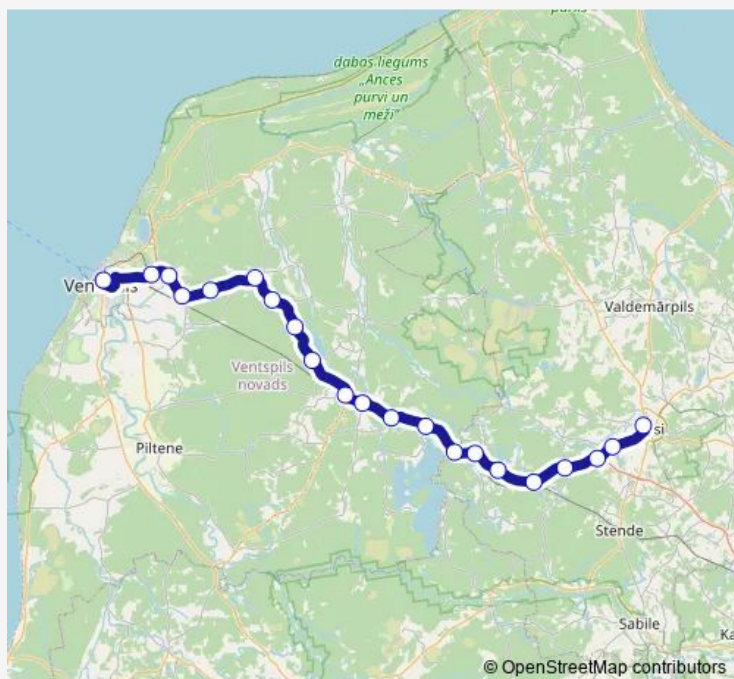 dabas liegums
„Ances
purvi un
meži"
Valdemārpils
Ventspils
novads
Piltene
Stende
Sabile
© OpenStreetMap contributors